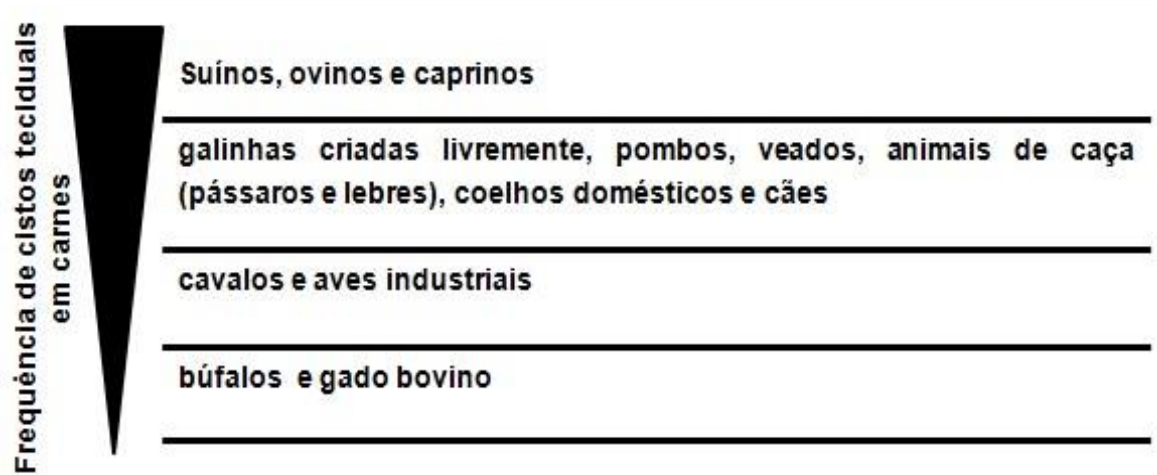 Frequência de cistos teciduais
em carnes
Suínos, ovinos e caprinos
galinhas criadas livremente, pombos, veados, animais de caça
(pássaros e lebres), coelhos domésticos e cães
cavalos e aves industriais
búfalos e gado bovino